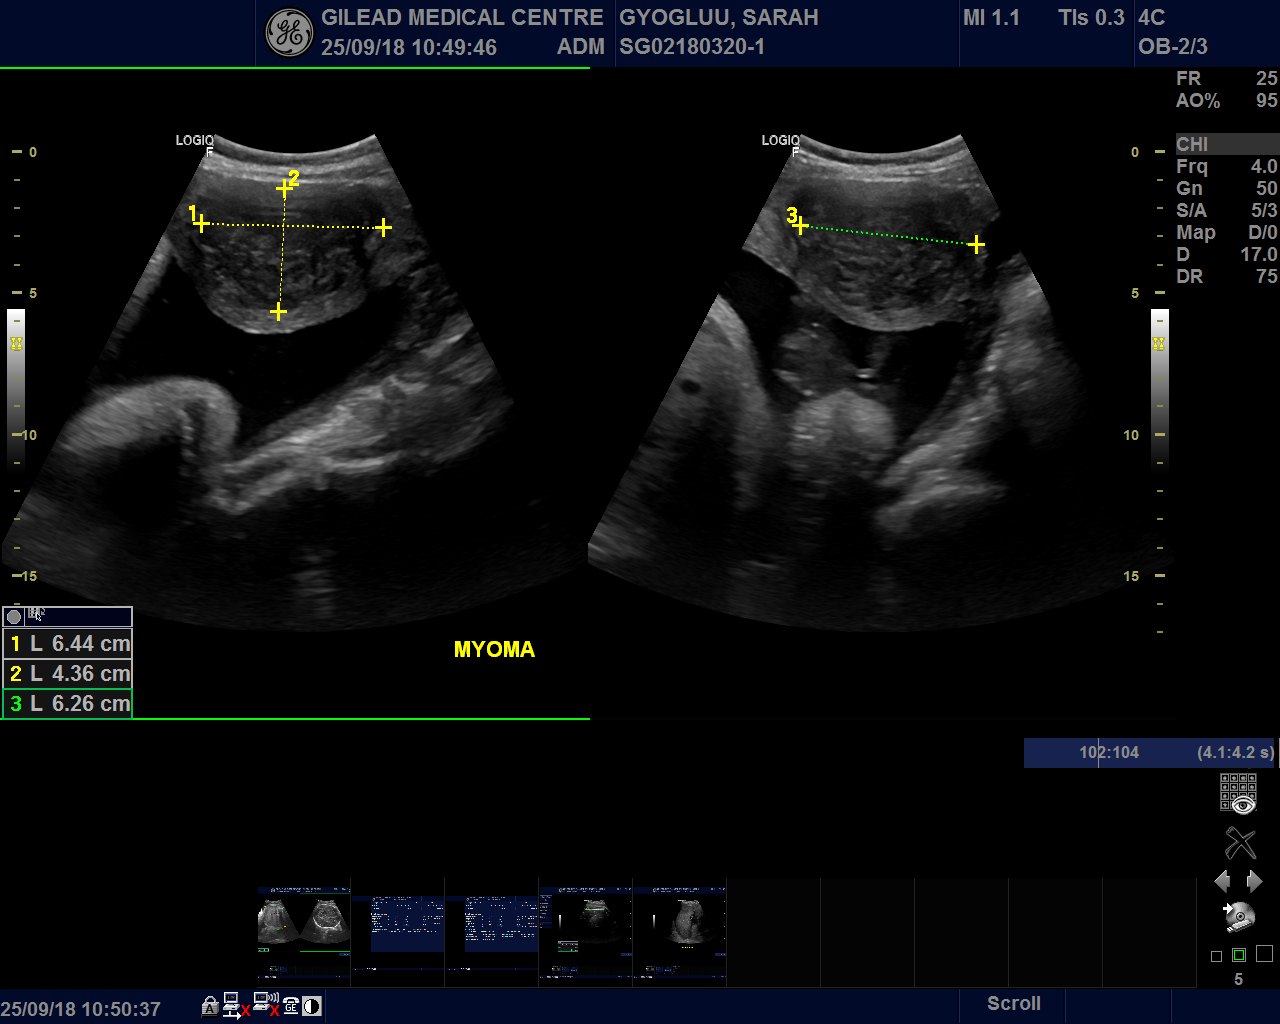 GILEAD MEDICAL CENTRE
25/09/18 10:49:46 ADM
GYOGLUU, SARAH
SG02180320-1
MI 1.1 TIs 0.3
4C
OB-2/3
FR 25
AO% 95
CHI
Frq 4.0
Gn 50
S/A 5/3
Map D/0
D 17.0
DR 75
LOGIQ
F
0
5
10
15
1
2
LOGIQ
F
3
0
5
10
15
1 L 6.44 cm
2 L 4.36 cm
3 L 6.26 cm
MYOMA
102:104 (4.1:4.2 s)
5
25/09/18 10:50:37
A
GE
Scroll